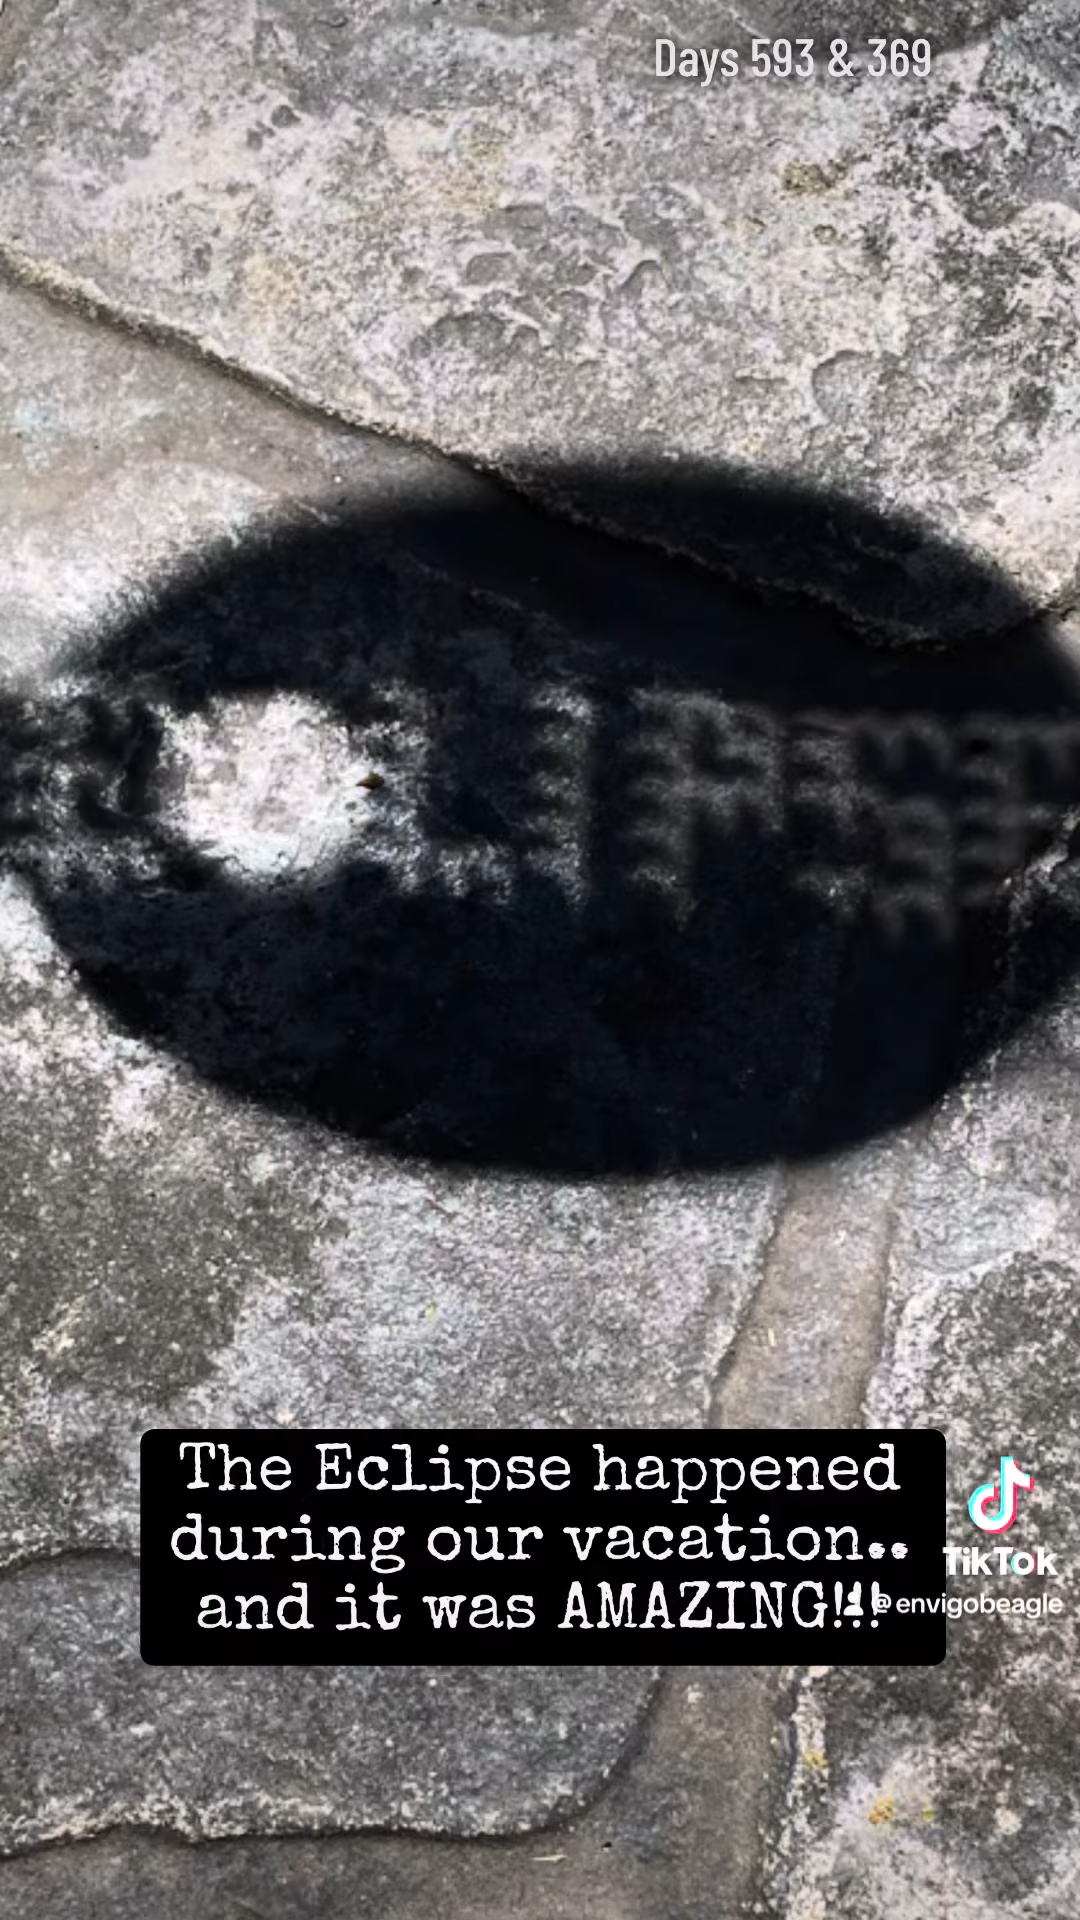 Days 593 & 369
The Eclipse happened
during our vacation..
and it was AMAZING!!!
TikTok
@envigobeagle